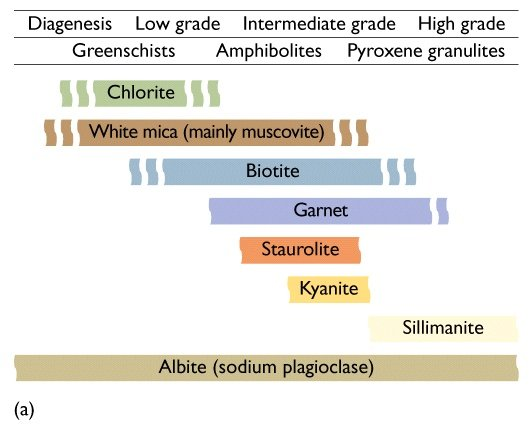 Diagenesis Low grade Intermediate grade High grade
Greenschists Amphibolites Pyroxene granulites
Chlorite
White mica (mainly muscovite)
Biotite
Garnet
Staurolite
Kyanite
Sillimanite
Albite (sodium plagioclase)
(a)